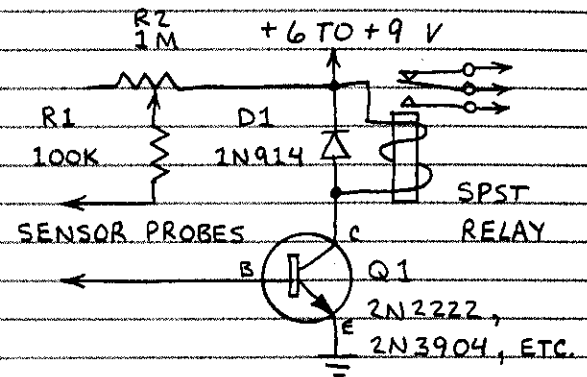 R2
1M
+6 TO +9 V
R1
100K
D1
1N914
SPST
RELAY
SENSOR PROBES
C
B
Q1
E
2N2222,
2N3904, ETC.